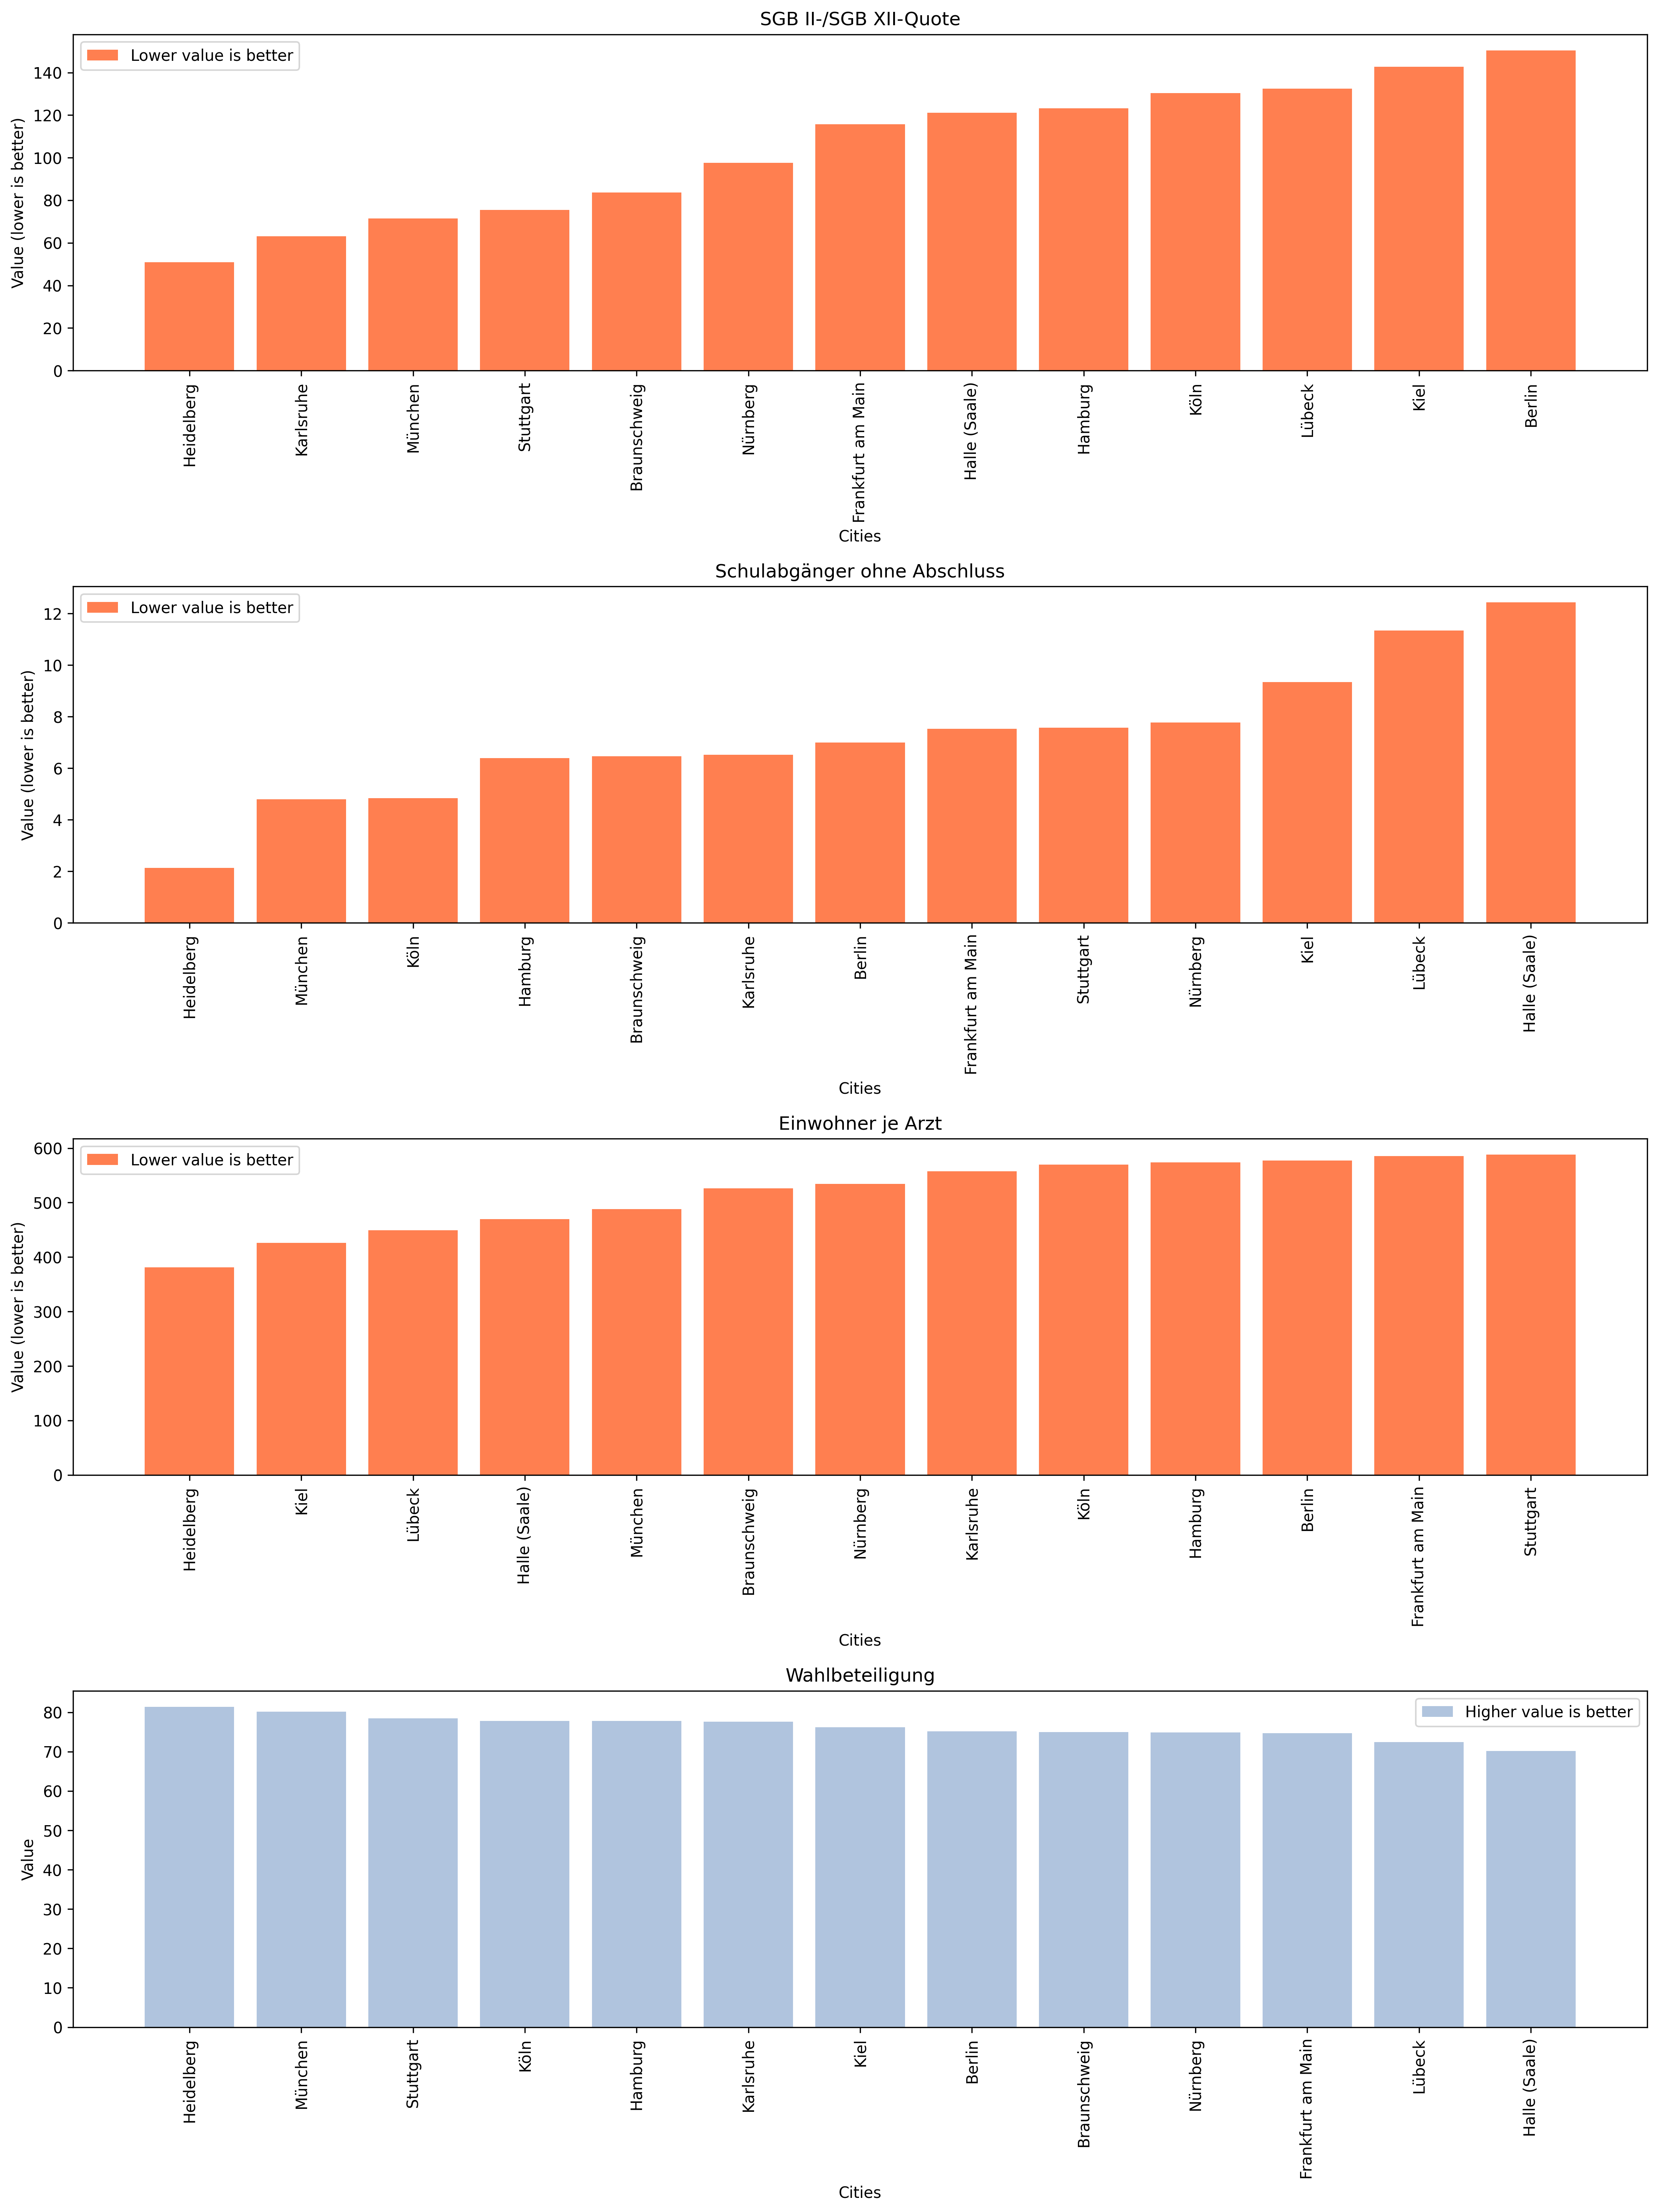 SGB II-/SGB XII-Quote
Lower value is better
Value (lower is better)
140
120
100
80
60
40
20
0
Heidelberg
Karlsruhe
München
Stuttgart
Braunschweig
Nürnberg
Frankfurt am Main
Halle (Saale)
Hamburg
Köln
Lübeck
Kiel
Berlin
Cities
Schulabgänger ohne Abschluss
Lower value is better
Value (lower is better)
12
10
8
6
4
2
0
Heidelberg
München
Köln
Hamburg
Braunschweig
Karlsruhe
Berlin
Frankfurt am Main
Stuttgart
Nürnberg
Kiel
Lübeck
Halle (Saale)
Cities
Einwohner je Arzt
Lower value is better
Value (lower is better)
600
500
400
300
200
100
0
Heidelberg
Kiel
Lübeck
Halle (Saale)
München
Braunschweig
Nürnberg
Karlsruhe
Köln
Hamburg
Berlin
Frankfurt am Main
Stuttgart
Cities
Wahlbeteiligung
Higher value is better
Value
80
70
60
50
40
30
20
10
0
Heidelberg
München
Stuttgart
Köln
Hamburg
Karlsruhe
Kiel
Berlin
Braunschweig
Nürnberg
Frankfurt am Main
Lübeck
Halle (Saale)
Cities